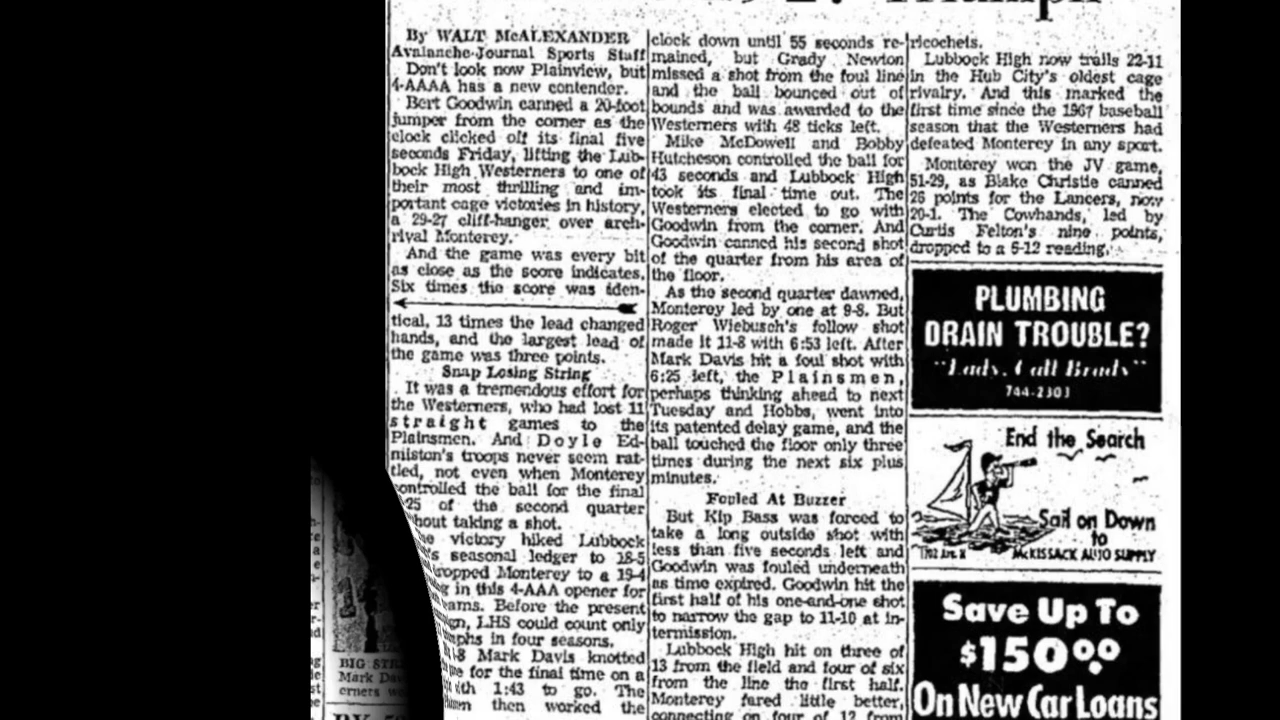 Triumph
By WALT McALEXANDER
Avalanche-Journal Sports Staff
Don't look now Plainview, but
4-AAAA has a new contender.
Bert Goodwin canned a 20-foot
jumper from the corner as the
clock clicked off its final five
seconds Friday, lifting the Lub-
bock High Westerners to one of
their most thrilling and im-
portant cage victories in history,
a 29-27 cliff-hanger over arch-
rival Monterey.
And the game was every bit
as close as the score indicates.
Six times the score was iden-
tical, 13 times the lead changed
hands, and the largest lead of
the game was three points.
Snap Losing String
It was a tremendous effort for
the Westerners, who had lost 11
straight games to the
Plainsmen. And Doyle Ed-
miston's troops never seem rat-
tled, not even when Monterey
controlled the ball for the final
25 of the second quarter
hout taking a shot.
he victory hiked Lubbock
's seasonal ledger to 18-5
ropped Monterey to a 19-4
in this 4-AAA opener for
eams. Before the present
gn, LHS could count only
mphs in four seasons.
-8 Mark Davis knotted
e for the final time on a
ith 1:43 to go. The
then worked the
clock down until 55 seconds re-
mained, but Grady Newton
missed a shot from the foul line
and the ball bounced out of
bounds and was awarded to the
Westerners with 48 ticks left.
Mike McDowell and Bobby
Hutcheson controlled the ball for
43 seconds and Lubbock High
took its final time out. The
Westerners elected to go with
Goodwin from the corner. And
Goodwin canned his second shot
of the quarter from his area of
the floor.
As the second quarter dawned,
Monterey led by one at 9-8. But
Roger Wiebusch's follow shot
made it 11-8 with 6:53 left. After
Mark Davis hit a foul shot with
6:25 left, the Plainsmen,
perhaps thinking ahead to next
Tuesday and Hobbs, went into
its patented delay game, and the
ball touched the floor only three
times during the next six plus
minutes.
Fouled At Buzzer
But Kip Bass was forced to
take a long outside shot with
less than five seconds left and
Goodwin was fouled underneath
as time expired. Goodwin hit the
first half of his one-and-one shot
to narrow the gap to 11-10 at in-
termission.
Lubbock High hit on three of
13 from the field and four of six
from the line the first half.
Monterey fared little better,
connecting on four of 12 from
ricochets.
Lubbock High now trails 22-11
in the Hub City's oldest cage
rivalry. And this marked the
first time since the 1967 baseball
season that the Westerners had
defeated Monterey in any sport.
Monterey won the JV game,
51-29, as Blake Christie canned
26 points for the Lancers, now
20-1. The Cowhands, led by
Curtis Felton's nine points,
dropped to a 6-12 reading.
PLUMBING
DRAIN TROUBLE?
"Lady, Call Brady"
744-2303
End the Search
Sail on Down
to
1702 Ave. H McKISSACK AUTO SUPPLY
Save Up To
$150.00
On New Car Loans
BIG STR
Mark Dav
erners w